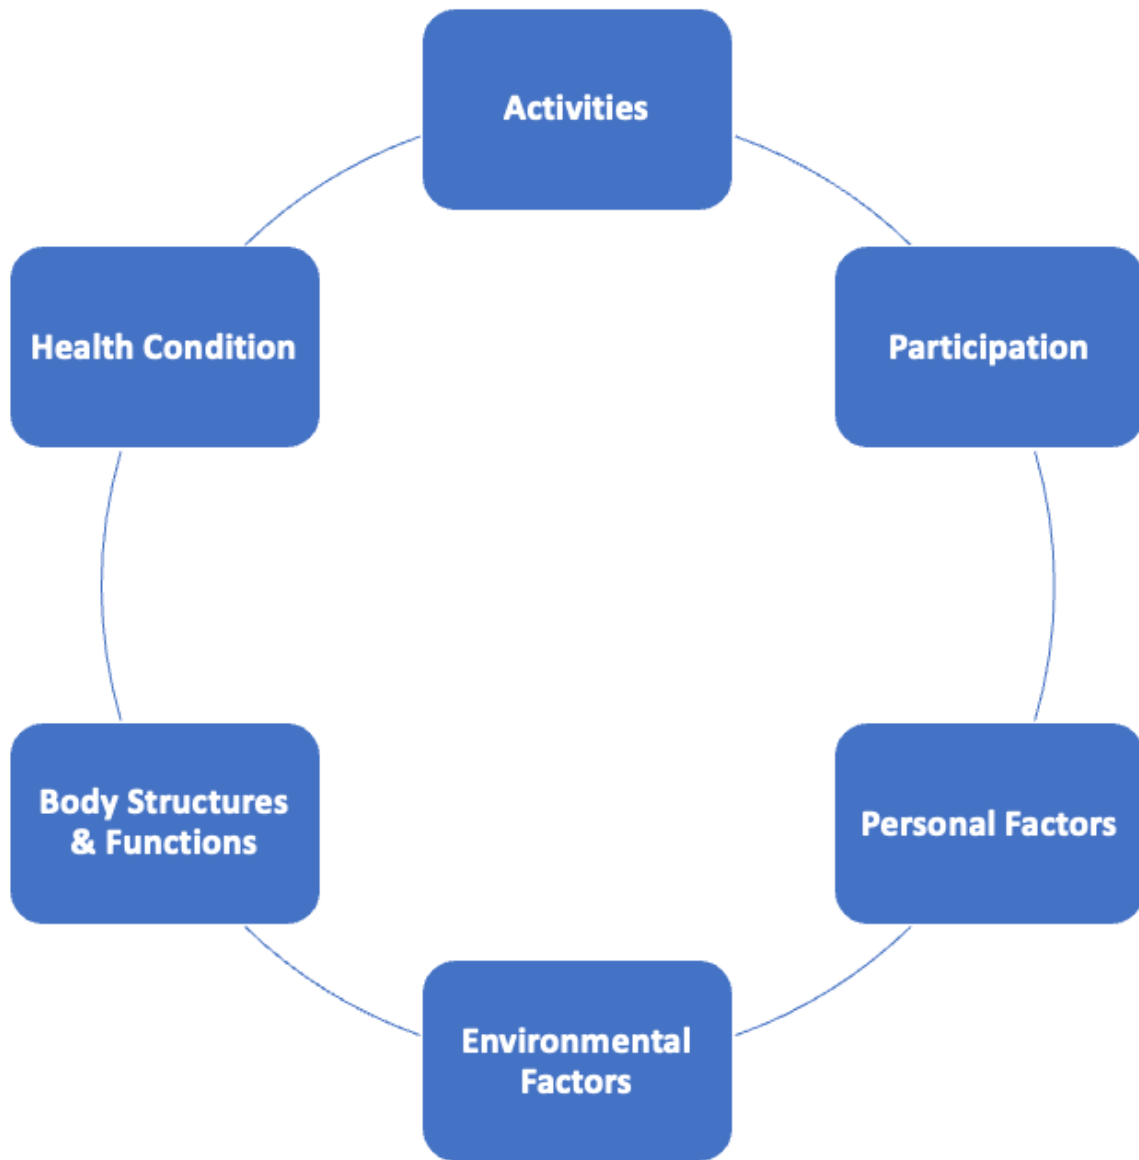 Activities
Health Condition
Participation
Body Structures
& Functions
Personal Factors
Environmental
Factors